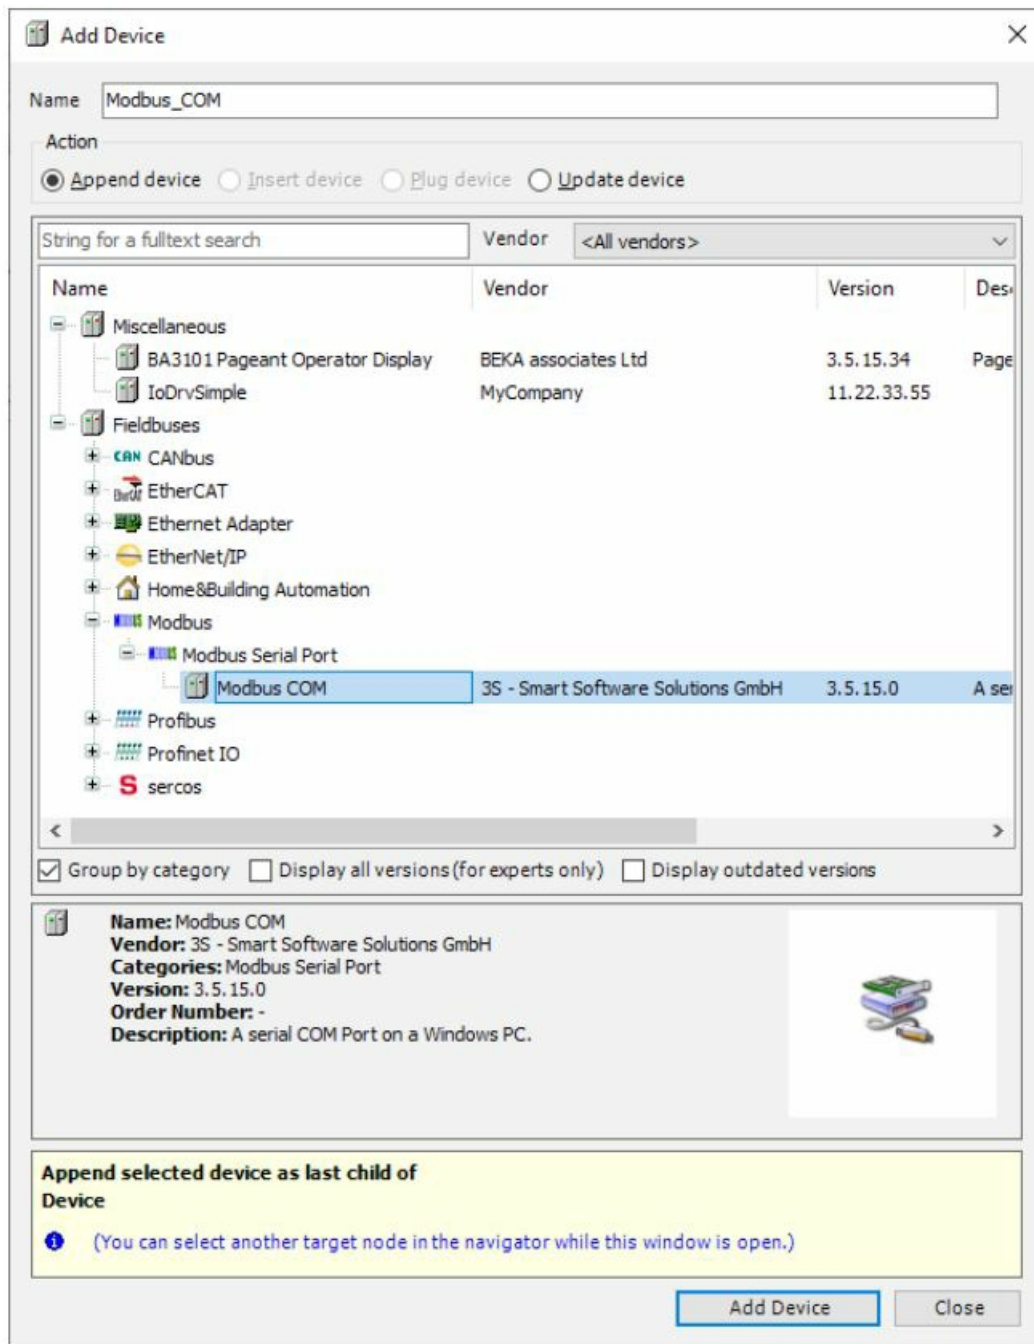 Add Device
Name Modbus_COM
Action
Append device Insert device Plug device Update device
String for a fulltext search Vendor <All vendors>
Name Vendor Version
Miscellaneous
BA3101 Pageant Operator Display BEKA associates Ltd 3.5.15.34 Page
IoDrvSimple MyCompany 11.22.33.55
Fieldbuses
CAN CANbus
EtherCAT
Ethernet Adapter
EtherNet/IP
Home&Building Automation
Modbus
Modbus Serial Port
Modbus COM 3S - Smart Software Solutions GmbH 3.5.15.0 A ser
Profibus
Profinet IO
S sercos
Group by category Display all versions (for experts only) Display outdated versions
Name: Modbus COM
Vendor: 3S - Smart Software Solutions GmbH
Categories: Modbus Serial Port
Version: 3.5.15.0
Order Number: -
Description: A serial COM Port on a Windows PC.
Append selected device as last child of
Device
(You can select another target node in the navigator while this window is open.)
Add Device Close